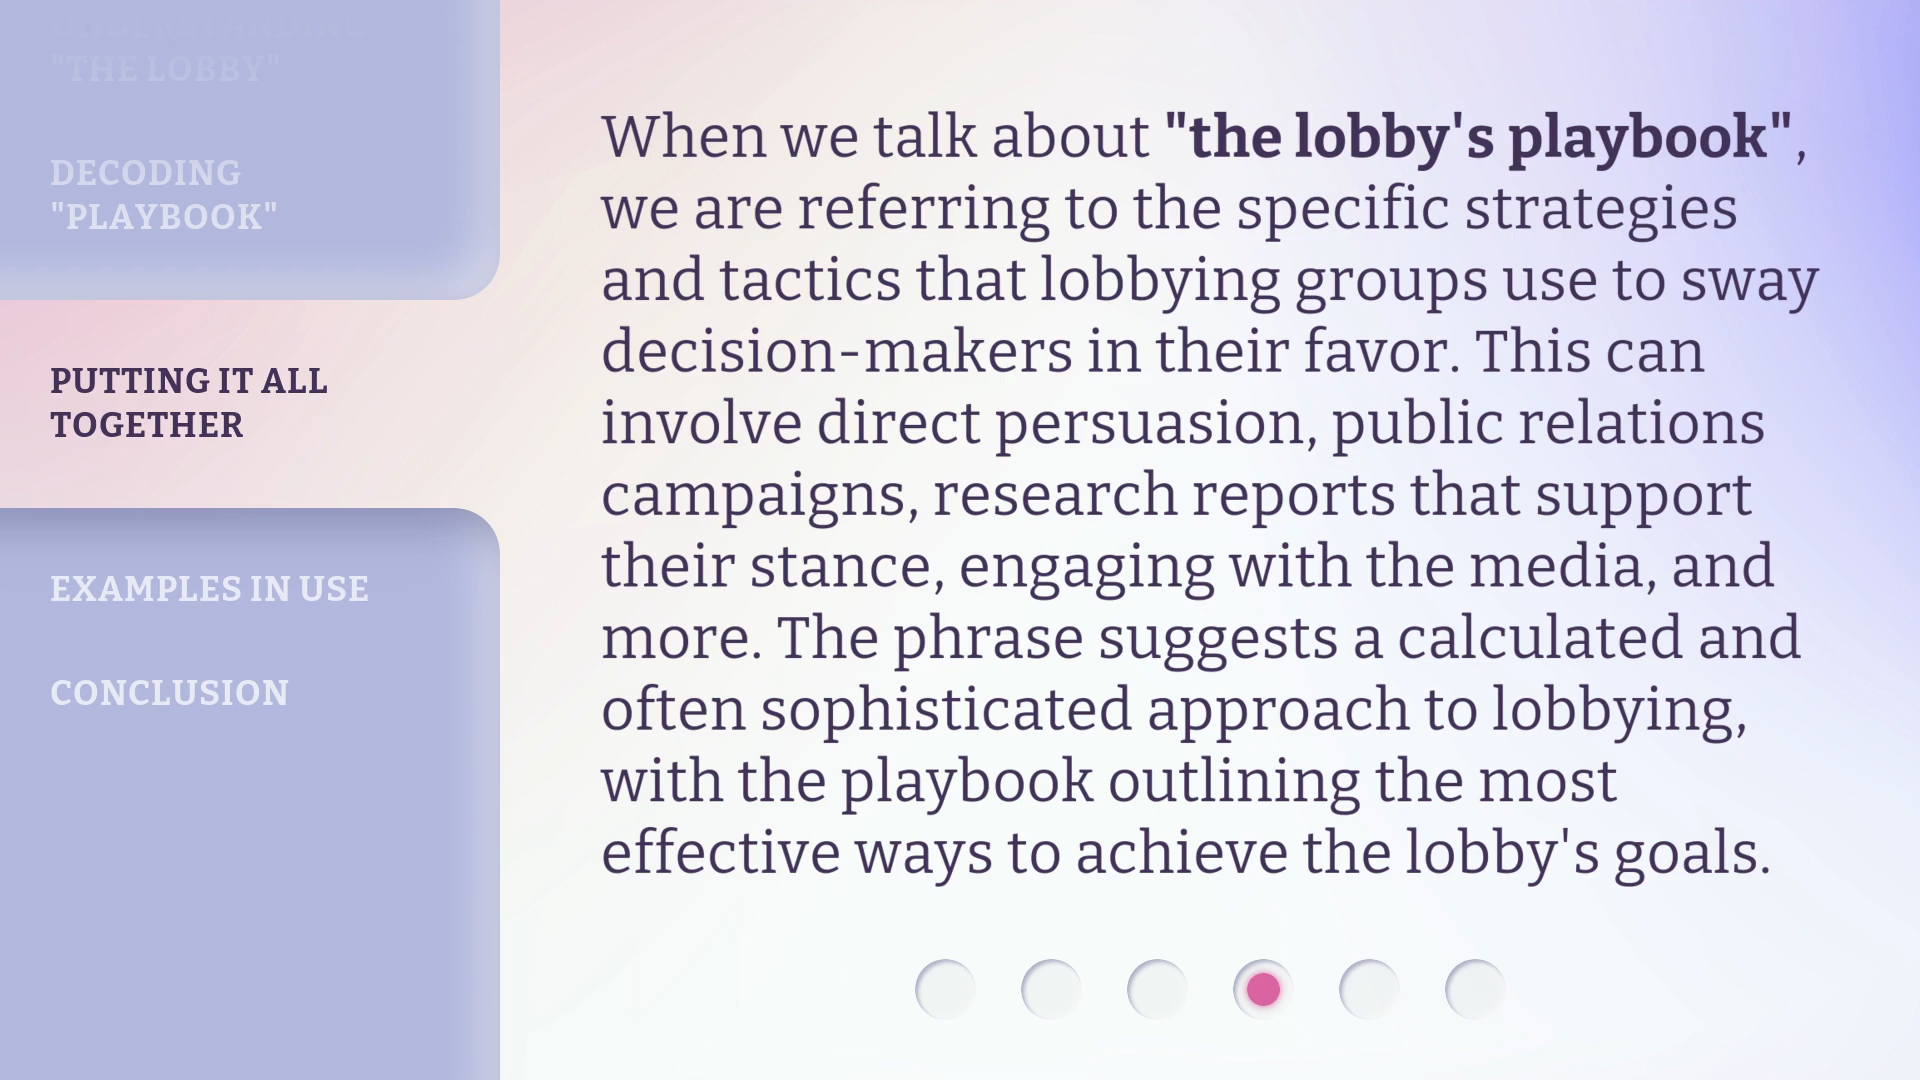 UNDERSTANDING
"THE LOBBY"
DECODING
"PLAYBOOK"
PUTTING IT ALL
TOGETHER
EXAMPLES IN USE
CONCLUSION
When we talk about "the lobby's playbook",
we are referring to the specific strategies
and tactics that lobbying groups use to sway
decision-makers in their favor. This can
involve direct persuasion, public relations
campaigns, research reports that support
their stance, engaging with the media, and
more. The phrase suggests a calculated and
often sophisticated approach to lobbying,
with the playbook outlining the most
effective ways to achieve the lobby's goals.